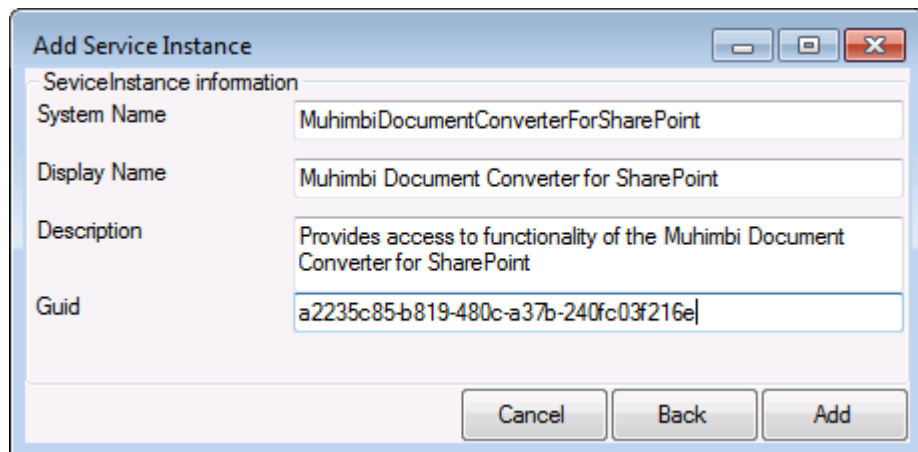 Add Service Instance
SeviceInstance information
System Name
MuhimbiDocumentConverterForSharePoint
Display Name
Muhimbi Document Converter for SharePoint
Description
Provides access to functionality of the Muhimbi Document
Converter for SharePoint
Guid
a2235c85-b819-480c-a37b-240fc03f216e
Cancel
Back
Add